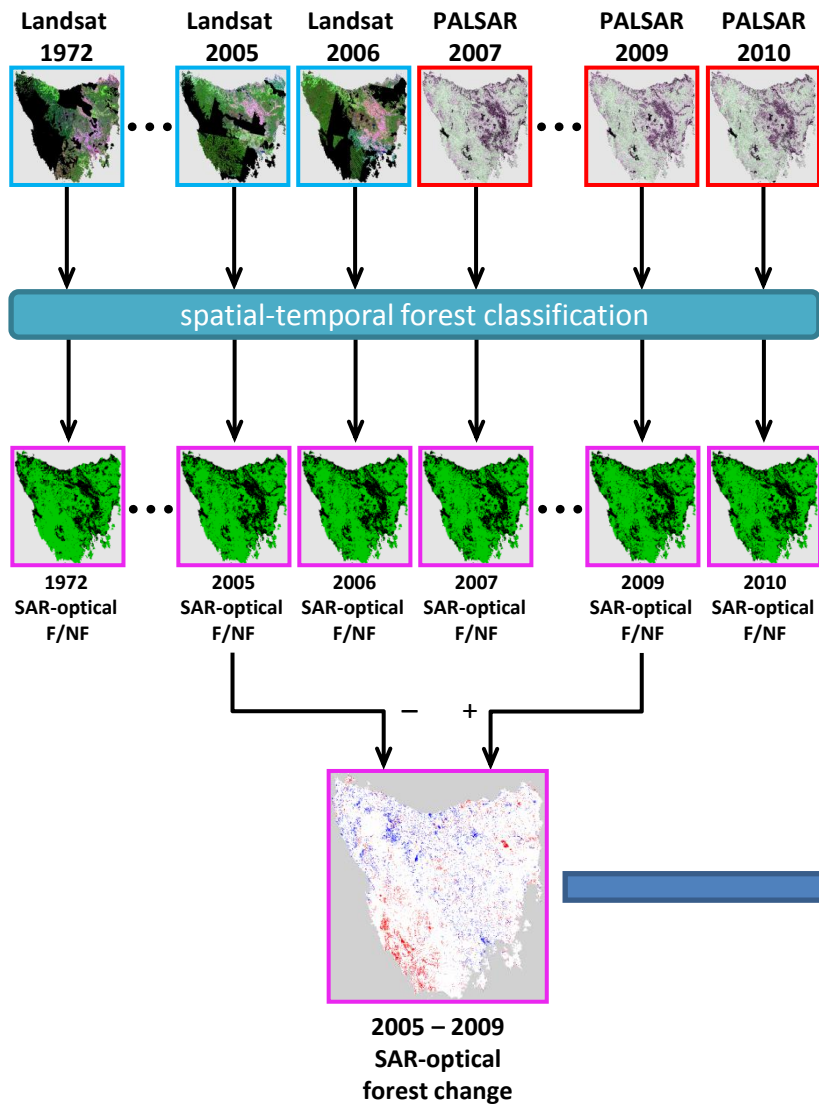 Landsat
1972
Landsat
2005
Landsat
2006
PALSAR
2007
PALSAR
2009
PALSAR
2010
spatial-temporal forest classification
1972
SAR-optical
F/NF
2005
SAR-optical
F/NF
2006
SAR-optical
F/NF
2007
SAR-optical
F/NF
2009
SAR-optical
F/NF
2010
SAR-optical
F/NF
– +
2005 – 2009
SAR-optical
forest change